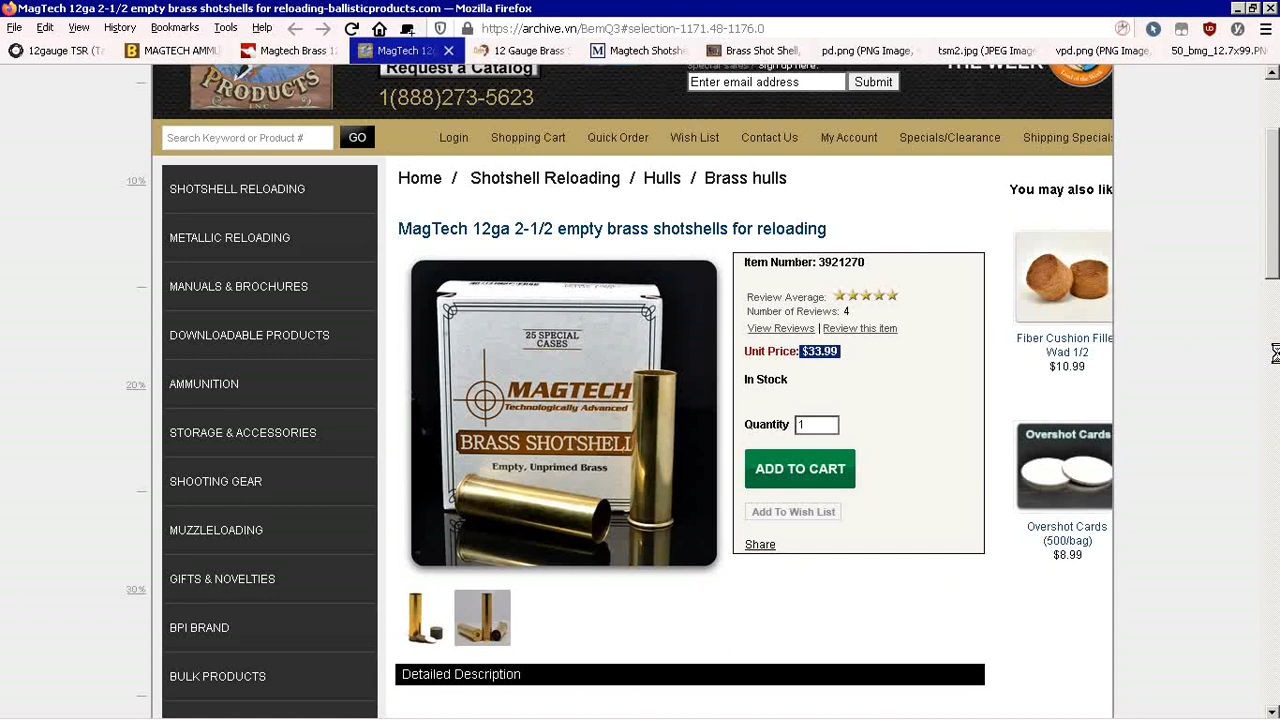 MagTech 12ga 2-1/2 empty brass shotshells for reloading-ballisticproducts.com — Mozilla Firefox
File Edit View History Bookmarks Tools Help
https://archive.vn/BemQ3#selection-1171.48-1176.0
12gauge TSR (Ta
MAGTECH AMMU
Magtech Brass 12
MagTech 12g
12 Gauge Brass
Magtech Shotshe
Brass Shot Shell,
pd.png (PNG Image,
tsm2.jpg (JPEG Image
vpd.png (PNG Image,
50_bmg_12.7x99.PN
PRODUCTS
INC
Request a Catalog
1(888)273-5623
Special sales? Sign up here.
Enter email address Submit
THE WEEK
Search Keyword or Product # GO
Login Shopping Cart Quick Order Wish List Contact Us My Account Specials/Clearance Shipping Specials
10%
20%
30%
SHOTSHELL RELOADING
METALLIC RELOADING
MANUALS & BROCHURES
DOWNLOADABLE PRODUCTS
AMMUNITION
STORAGE & ACCESSORIES
SHOOTING GEAR
MUZZLELOADING
GIFTS & NOVELTIES
BPI BRAND
BULK PRODUCTS
Home / Shotshell Reloading / Hulls / Brass hulls
MagTech 12ga 2-1/2 empty brass shotshells for reloading
25 SPECIAL
CASES
MAGTECH
Technologically Advanced
BRASS SHOTSHELL
Empty, Unprimed Brass
Item Number: 3921270
Review Average:
Number of Reviews: 4
View Reviews | Review this item
Unit Price: $33.99
In Stock
Quantity 1
ADD TO CART
Add To Wish List
Share
Detailed Description
You may also lik
Fiber Cushion Fille
Wad 1/2
$10.99
Overshot Cards
Overshot Cards
(500/bag)
$8.99